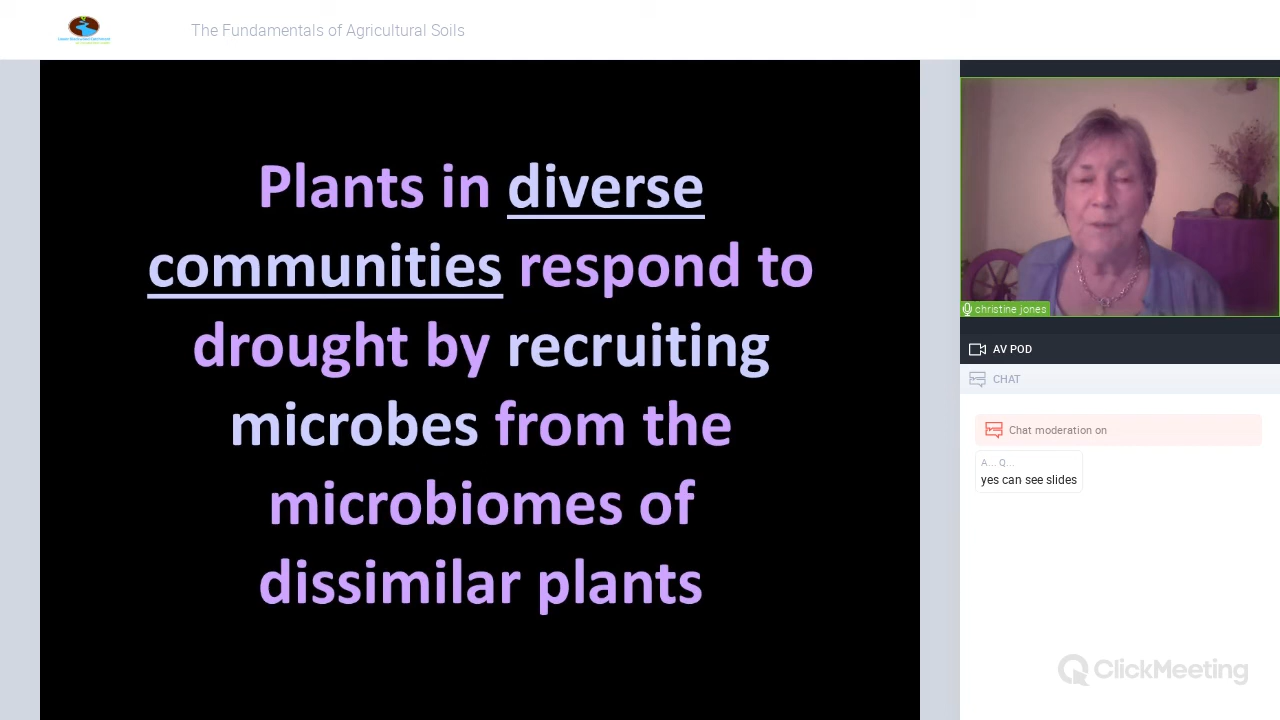 The Fundamentals of Agricultural Soils
Plants in diverse
communities respond to
drought by recruiting
microbes from the
microbiomes of
dissimilar plants
christine jones
AV POD
CHAT
Chat moderation on
A... Q...
yes can see slides
ClickMeeting